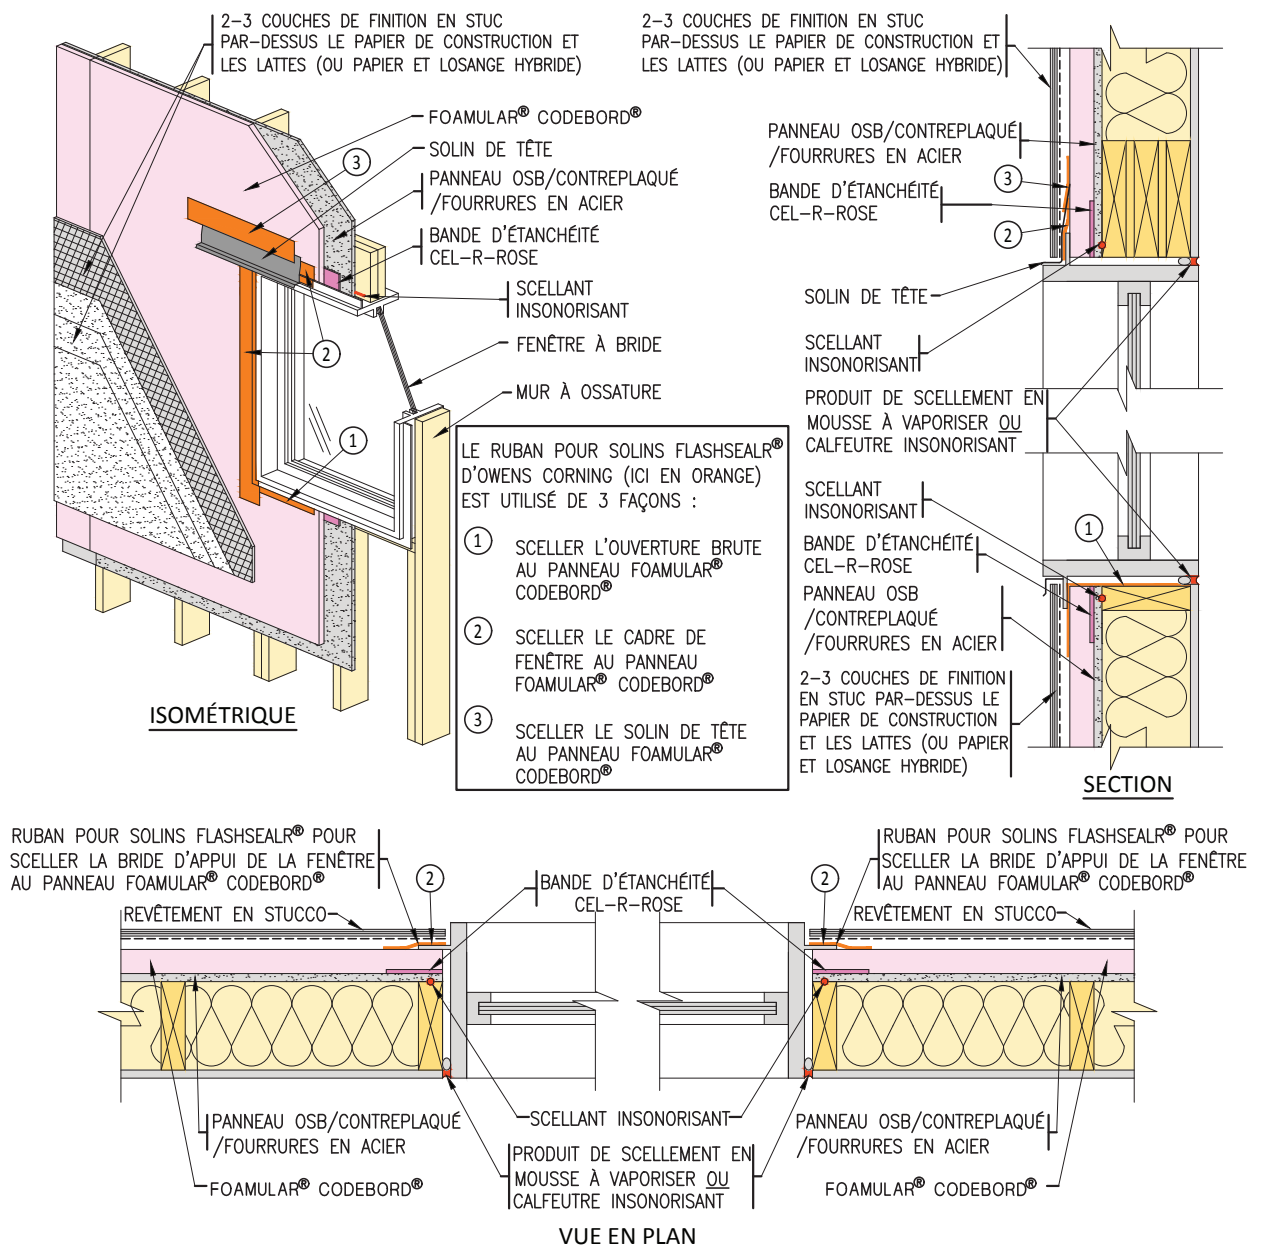 2-3 COUCHES DE FINITION EN STUC
PAR-DESSUS LE PAPIER DE CONSTRUCTION ET
LES LATTES (OU PAPIER ET LOSANGE HYBRIDE)
FOAMULAR® CODEBORD®
3
SOLIN DE TÊTE
PANNEAU OSB/CONTREPLAQUÉ
/FOURRURES EN ACIER
BANDE D'ÉTANCHÉITÉ
CEL-R-ROSE
SCELLANT
INSONORISANT
2
FENÊTRE À BRIDE
MUR À OSSATURE
1
ISOMÉTRIQUE
LE RUBAN POUR SOLINS FLASHSEALR®
D'OWENS CORNING (ICI EN ORANGE)
EST UTILISÉ DE 3 FAÇONS :
1
SCELLER L'OUVERTURE BRUTE
AU PANNEAU FOAMULAR®
CODEBORD®
2
SCELLER LE CADRE DE
FENÊTRE AU PANNEAU
FOAMULAR® CODEBORD®
3
SCELLER LE SOLIN DE TÊTE
AU PANNEAU FOAMULAR®
CODEBORD®
2-3 COUCHES DE FINITION EN STUC
PAR-DESSUS LE PAPIER DE CONSTRUCTION ET
LES LATTES (OU PAPIER ET LOSANGE HYBRIDE)
PANNEAU OSB/CONTREPLAQUÉ
/FOURRURES EN ACIER
3
BANDE D'ÉTANCHÉITÉ
CEL-R-ROSE
2
SOLIN DE TÊTE
SCELLANT
INSONORISANT
PRODUIT DE SCELLEMENT EN
MOUSSE À VAPORISER OU
CALFEUTRE INSONORISANT
SCELLANT
INSONORISANT
1
BANDE D'ÉTANCHÉITÉ
CEL-R-ROSE
PANNEAU OSB
/CONTREPLAQUÉ
/FOURRURES EN ACIER
2-3 COUCHES DE FINITION
EN STUC PAR-DESSUS LE
PAPIER DE CONSTRUCTION
ET LES LATTES (OU PAPIER
ET LOSANGE HYBRIDE)
SECTION
RUBAN POUR SOLINS FLASHSEALR® POUR
SCELLER LA BRIDE D'APPUI DE LA FENÊTRE
AU PANNEAU FOAMULAR® CODEBORD®
2
REVÊTEMENT EN STUCCO
BANDE D'ÉTANCHÉITÉ
CEL-R-ROSE
2
RUBAN POUR SOLINS FLASHSEALR® POUR
SCELLER LA BRIDE D'APPUI DE LA FENÊTRE
AU PANNEAU FOAMULAR® CODEBORD®
REVÊTEMENT EN STUCCO
PANNEAU OSB/CONTREPLAQUÉ
/FOURRURES EN ACIER
FOAMULAR® CODEBORD®
SCELLANT INSONORISANT
PRODUIT DE SCELLEMENT EN
MOUSSE À VAPORISER OU
CALFEUTRE INSONORISANT
PANNEAU OSB/CONTREPLAQUÉ
/FOURRURES EN ACIER
FOAMULAR® CODEBORD®
VUE EN PLAN